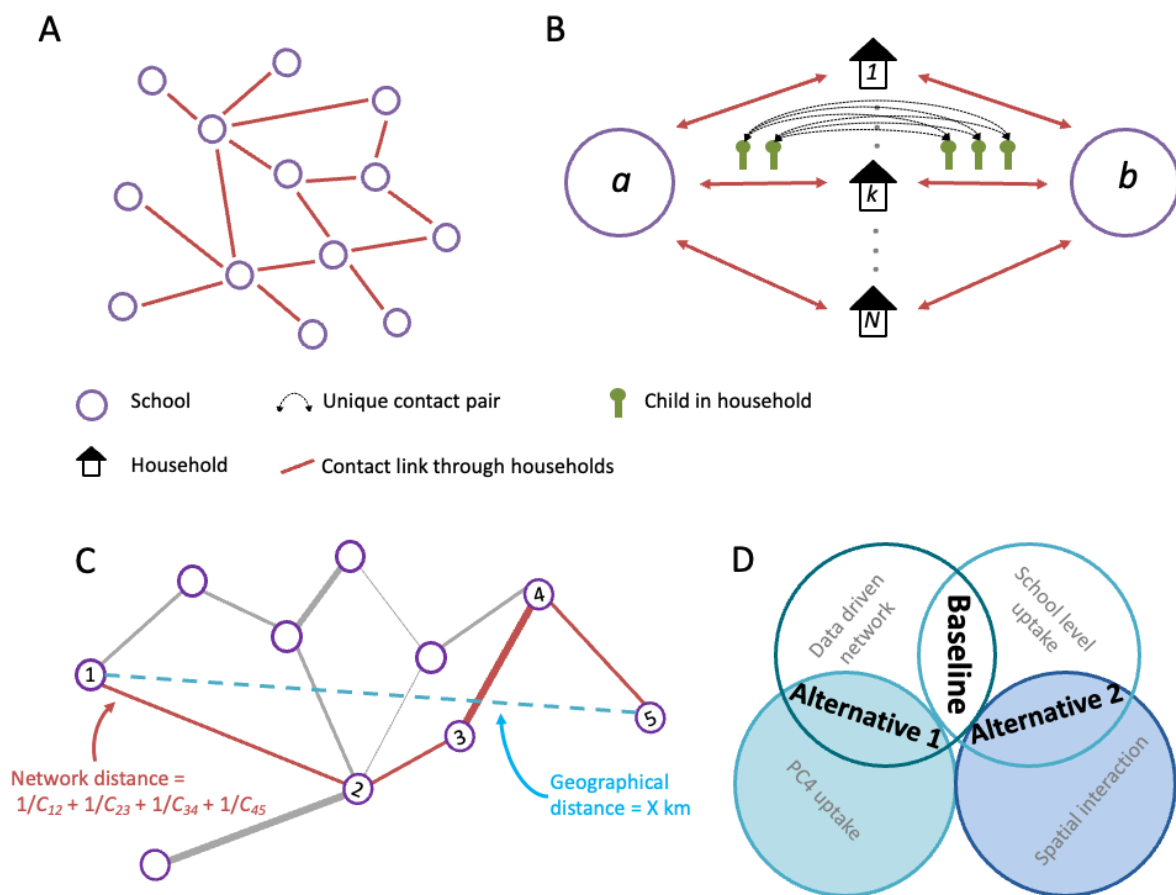 A
B
1
a
k
b
N
School
Unique contact pair
Child in household
Household
Contact link through households
C
4
1
5
3
2
Network distance =
1/C12 + 1/C23 + 1/C34 + 1/C45
Geographical
distance = X km
D
Data driven
network
Baseline
School level
uptake
Alternative 1
Alternative 2
PC4 uptake
Spatial interaction